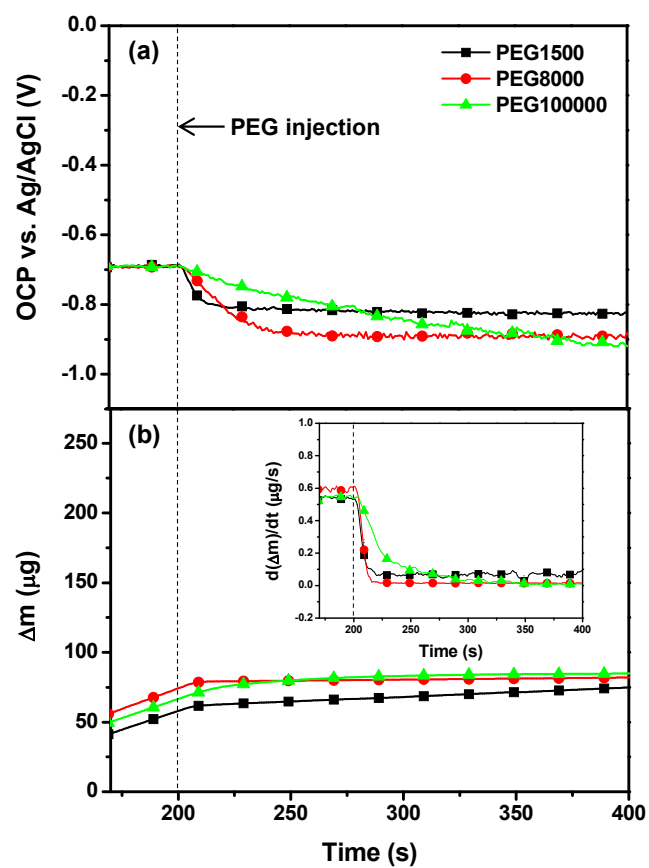 (a)
PEG1500
PEG8000
PEG100000
PEG injection
OCP vs. Ag/AgCl (V)
0.0
-0.2
-0.4
-0.6
-0.8
-1.0
(b)
Δm (μg)
250
200
150
100
50
0
d(Δm)/dt (μg/s)
1.0
0.8
0.6
0.4
0.2
0.0
-0.2
200 250 300 350 400
Time (s)
200 250 300 350 400
Time (s)